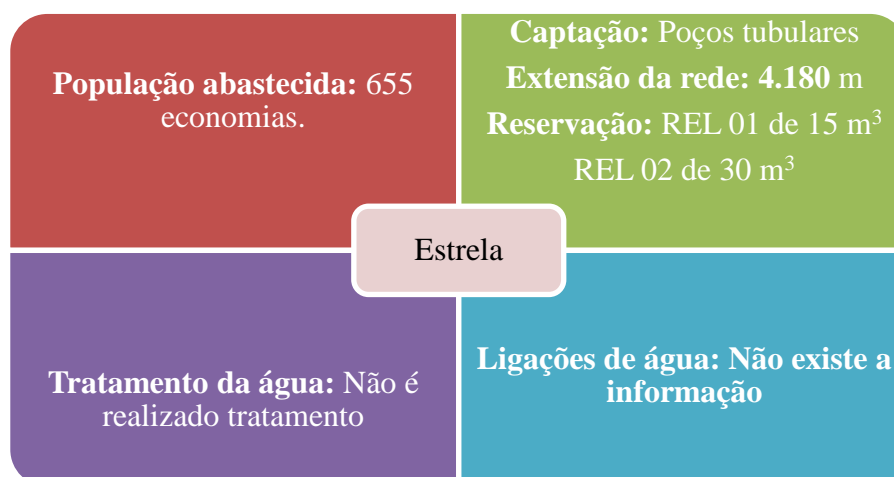 População abastecida: 655
economias.
Captação: Poços tubulares
Extensão da rede: 4.180 m
Reservação: REL 01 de 15 m³
REL 02 de 30 m³
Estrela
Tratamento da água: Não é
realizado tratamento
Ligações de água: Não existe a
informação